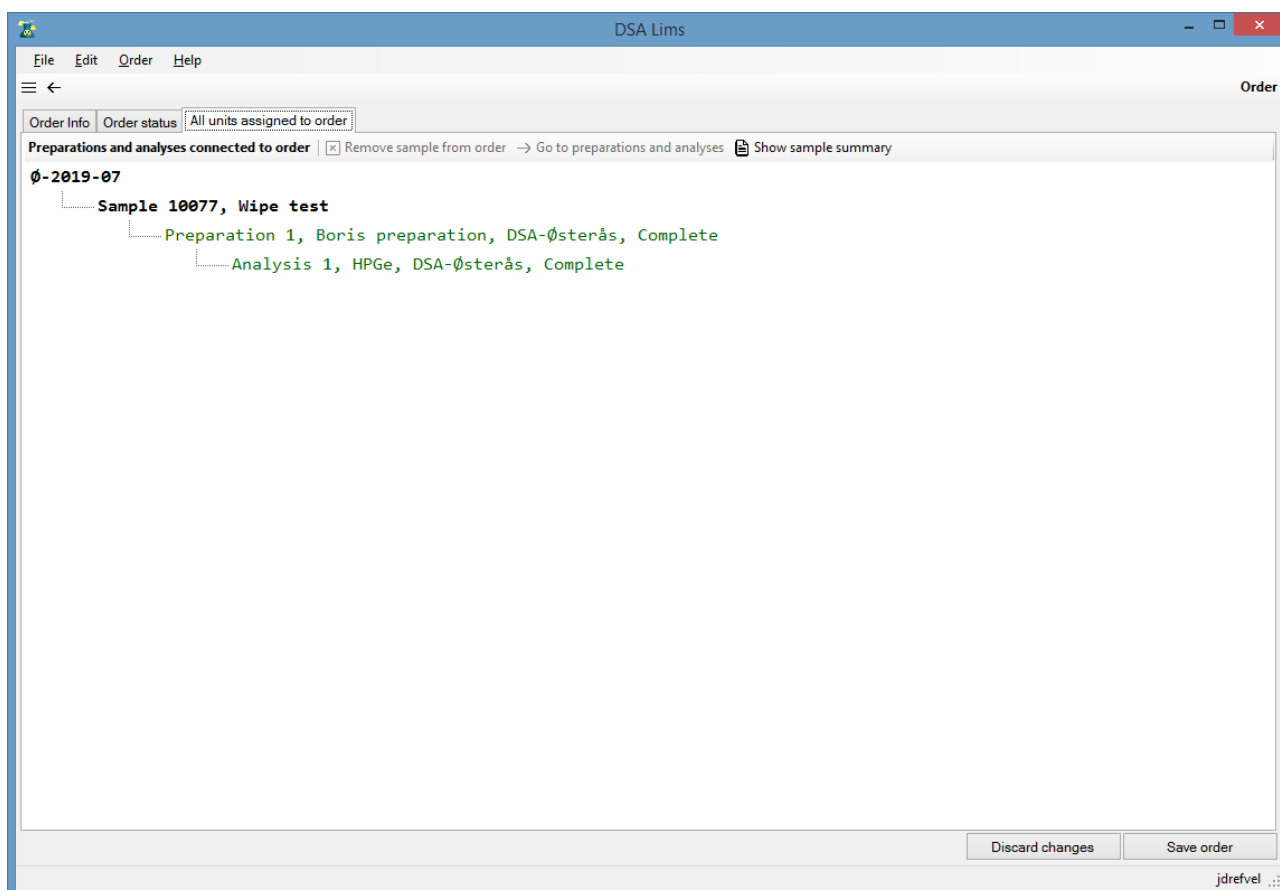 DSA Lims
File Edit Order Help
Order
Order Info Order status All units assigned to order
Preparations and analyses connected to order Remove sample from order Go to preparations and analyses Show sample summary
Ø-2019-07
Sample 10077, Wipe test
Preparation 1, Boris preparation, DSA-Østerås, Complete
Analysis 1, HPGe, DSA-Østerås, Complete
Discard changes Save order
jdrefvel